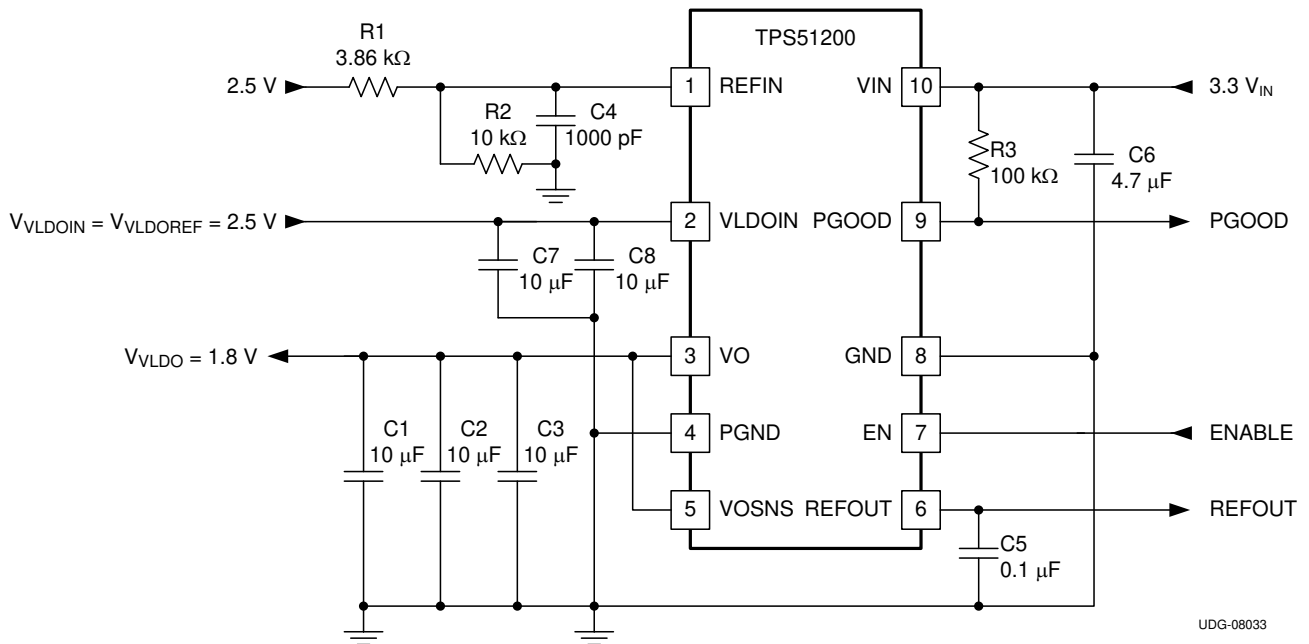 TPS51200
R1
3.86 kΩ
2.5 V
1 REFIN
VIN 10
3.3 VIN
R2
10 kΩ
C4
1000 pF
R3
100 kΩ
C6
4.7 μF
VVLDOIN = VVLDOREF = 2.5 V
2 VLDOIN
PGOOD 9
PGOOD
C7
10 μF
C8
10 μF
VVLDO = 1.8 V
3 VO
GND 8
C1
10 μF
C2
10 μF
C3
10 μF
4 PGND
EN 7
ENABLE
5 VOSNS
REFOUT 6
REFOUT
C5
0.1 μF
UDG-08033